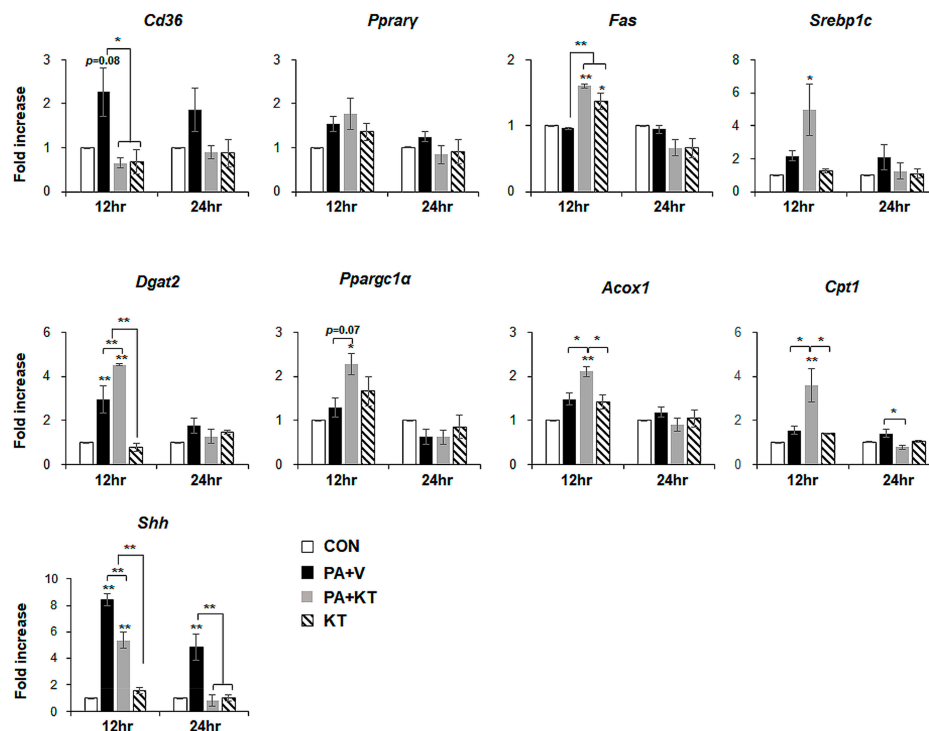 Cd36
Pprarγ
Fas
Srebp1c
Fold increase
3
2
1
0
*
p=0.08
12hr
24hr
3
2
1
0
12hr
24hr
2
1
0
**
**
*
12hr
24hr
8
6
4
2
0
*
12hr
24hr
Dgat2
Ppargc1α
Acox1
Cpt1
Fold increase
6
4
2
0
**
**
**
**
12hr
24hr
3
2
1
0
p=0.07
*
12hr
24hr
3
2
1
0
* *
**
12hr
24hr
6
4
2
0
* *
**
*
12hr
24hr
Shh
Fold increase
10
8
6
4
2
0
**
**
**
**
**
**
12hr
24hr
CON
PA+V
PA+KT
KT